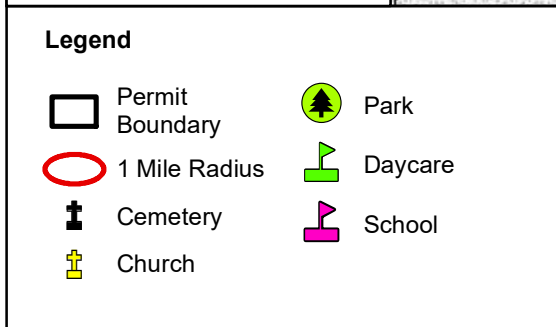 Legend
Permit
Boundary
1 Mile Radius
Cemetery
Church
Park
Daycare
School